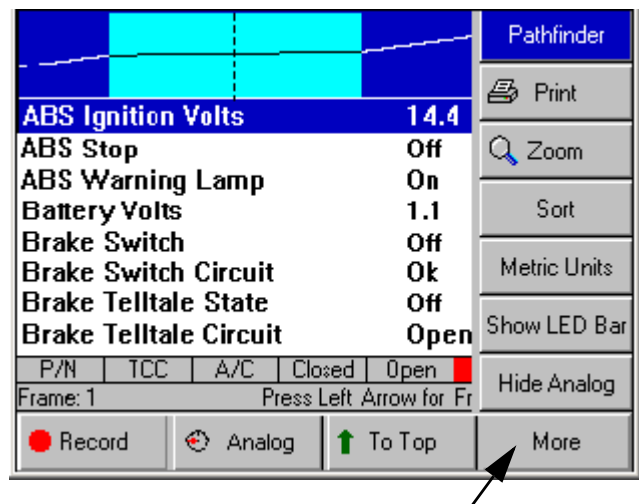 Pathfinder
Print
ABS Ignition Volts 14.4
ABS Stop Off
Zoom
ABS Warning Lamp On
Battery Volts 1.1
Sort
Brake Switch Off
Brake Switch Circuit Ok
Metric Units
Brake Telltale State Off
Brake Telltale Circuit Open
Show LED Bar
P/N TCC A/C Closed Open
Frame: 1 Press Left Arrow for Fr
Hide Analog
Record Analog To Top More